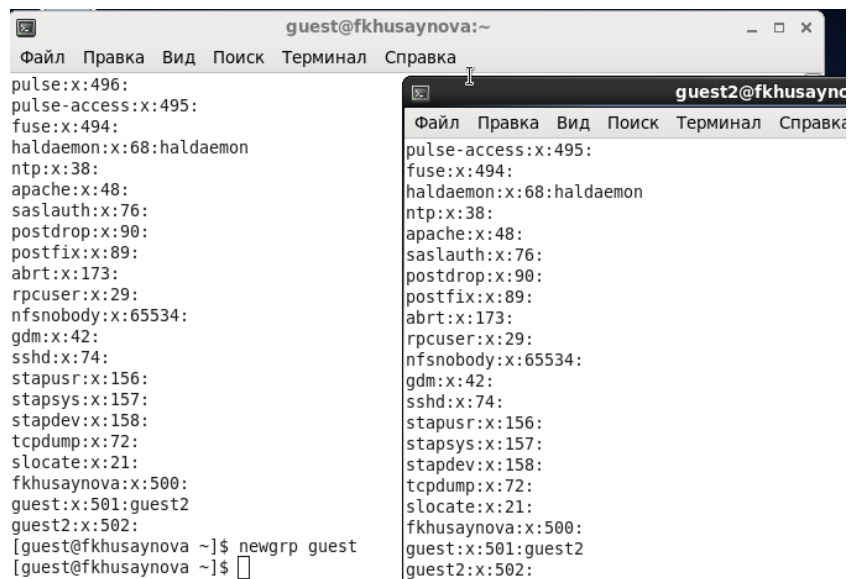 guest@fkhusaynova:~
Файл Правка Вид Поиск Терминал Справка
pulse:x:496:
pulse-access:x:495:
fuse:x:494:
haldaemon:x:68:haldaemon
ntp:x:38:
apache:x:48:
saslauth:x:76:
postdrop:x:90:
postfix:x:89:
abrt:x:173:
rpcuser:x:29:
nfsnobody:x:65534:
gdm:x:42:
sshd:x:74:
stapusr:x:156:
stapsys:x:157:
stapdev:x:158:
tcpdump:x:72:
slocate:x:21:
fkhusaynova:x:500:
guest:x:501:guest2
guest2:x:502:
[guest@fkhusaynova ~]$ newgrp guest
[guest@fkhusaynova ~]$
guest2@fkhusayno
Файл Правка Вид Поиск Терминал Справка
pulse-access:x:495:
fuse:x:494:
haldaemon:x:68:haldaemon
ntp:x:38:
apache:x:48:
saslauth:x:76:
postdrop:x:90:
postfix:x:89:
abrt:x:173:
rpcuser:x:29:
nfsnobody:x:65534:
gdm:x:42:
sshd:x:74:
stapusr:x:156:
stapsys:x:157:
stapdev:x:158:
tcpdump:x:72:
slocate:x:21:
fkhusaynova:x:500:
guest:x:501:guest2
guest2:x:502: